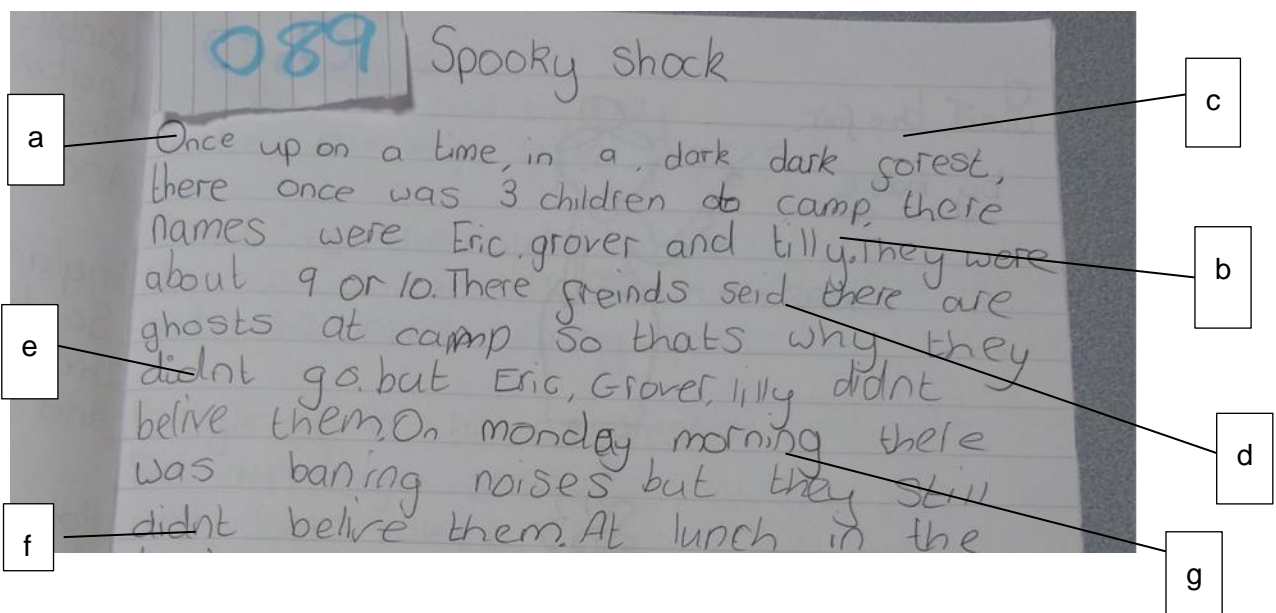 089
Spooky shock
Once up on a time, in a, dark dark forest,
there once was 3 children at camp, there
names were Eric, grover and tilly. They were
about 9 or 10. There freinds seid there are
ghosts at camp so thats why they
didnt go. but Eric, Grover, lilly didnt
belive them. On monday morning there
was baning noises but they still
didnt belive them. At lunch in the
a
b
c
d
e
f
g